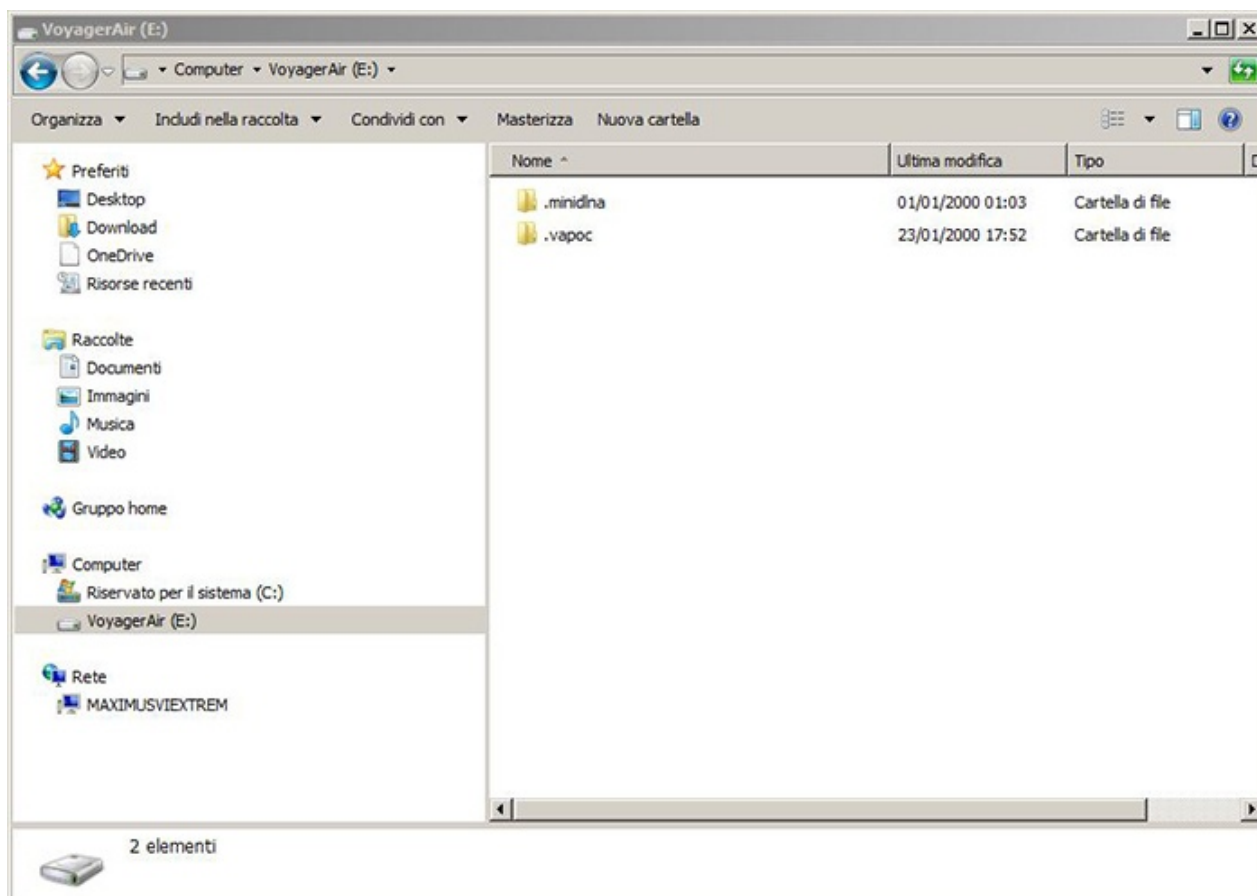 VoyagerAir (E:)
Computer VoyagerAir (E:)
Organizza Includi nella raccolta Condividi con Masterizza Nuova cartella
Preferiti
Desktop
Download
OneDrive
Risorse recenti
Raccolte
Documenti
Immagini
Musica
Video
Gruppo home
Computer
Riservato per il sistema (C:)
VoyagerAir (E:)
Rete
MAXIMUSVIEXTREM
Nome Ultima modifica Tipo
.minidlna 01/01/2000 01:03 Cartella di file
.vapoc 23/01/2000 17:52 Cartella di file
2 elementi